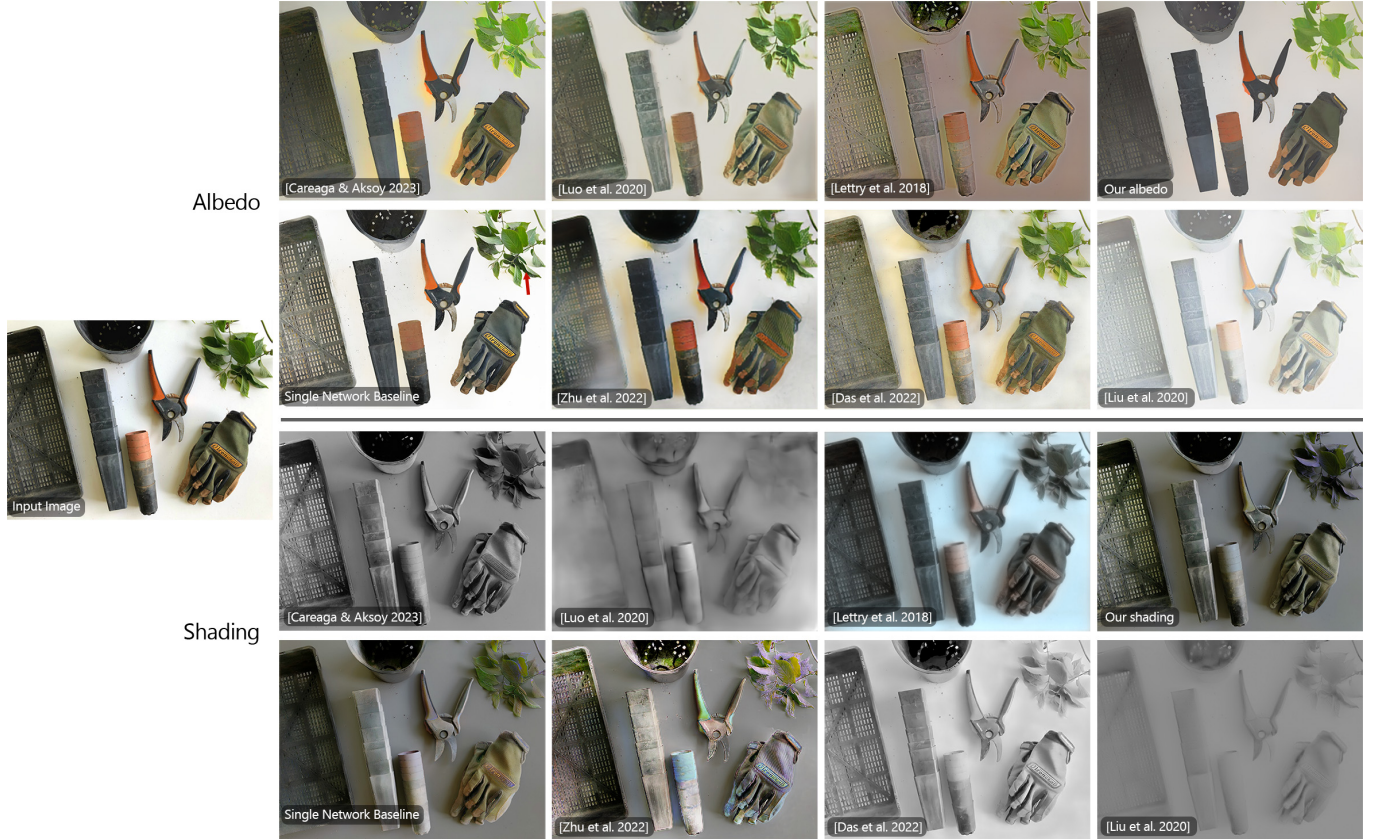 [Careaga & Aksoy 2023]
[Luo et al. 2020]
[Lettry et al. 2018]
Our albedo
Albedo
Single Network Baseline
[Zhu et al. 2022]
[Das et al. 2022]
[Liu et al. 2020]
Input Image
[Careaga & Aksoy 2023]
[Luo et al. 2020]
[Lettry et al. 2018]
Our shading
Shading
Single Network Baseline
[Zhu et al. 2022]
[Das et al. 2022]
[Liu et al. 2020]